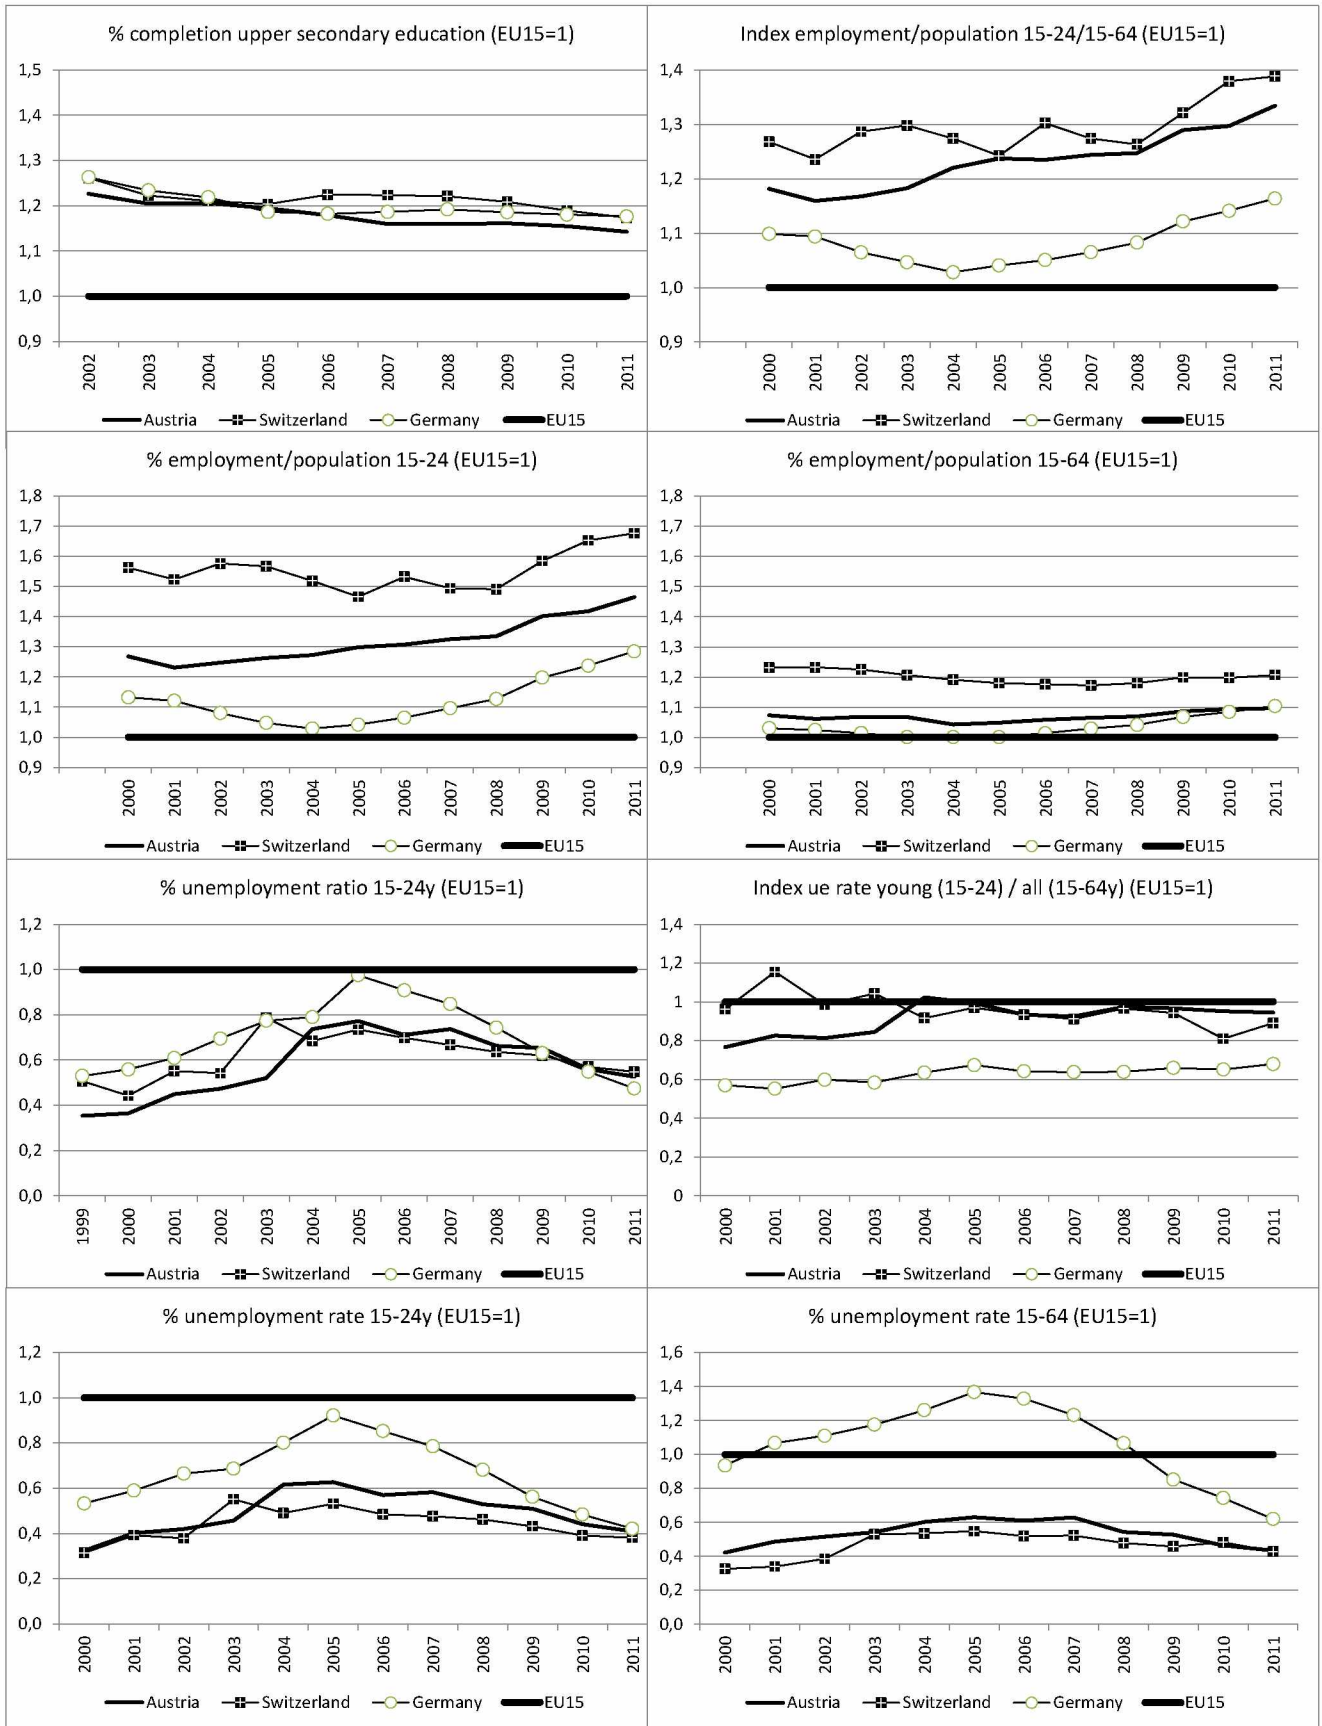 % completion upper secondary education (EU15=1)
1,5
1,4
1,3
1,2
1,1
1,0
0,9
2002 2003 2004 2005 2006 2007 2008 2009 2010 2011
Austria Switzerland Germany EU15
Index employment/population 15-24/15-64 (EU15=1)
1,4
1,3
1,2
1,1
1,0
0,9
2000 2001 2002 2003 2004 2005 2006 2007 2008 2009 2010 2011
Austria Switzerland Germany EU15
% employment/population 15-24 (EU15=1)
1,8
1,7
1,6
1,5
1,4
1,3
1,2
1,1
1,0
0,9
2000 2001 2002 2003 2004 2005 2006 2007 2008 2009 2010 2011
Austria Switzerland Germany EU15
% employment/population 15-64 (EU15=1)
1,8
1,7
1,6
1,5
1,4
1,3
1,2
1,1
1,0
0,9
2000 2001 2002 2003 2004 2005 2006 2007 2008 2009 2010 2011
Austria Switzerland Germany EU15
% unemployment ratio 15-24y (EU15=1)
1,2
1,0
0,8
0,6
0,4
0,2
0,0
1999 2000 2001 2002 2003 2004 2005 2006 2007 2008 2009 2010 2011
Austria Switzerland Germany EU15
Index ue rate young (15-24) / all (15-64y) (EU15=1)
1,4
1,2
1
0,8
0,6
0,4
0,2
0
2000 2001 2002 2003 2004 2005 2006 2007 2008 2009 2010 2011
Austria Switzerland Germany EU15
% unemployment rate 15-24y (EU15=1)
1,2
1,0
0,8
0,6
0,4
0,2
0,0
2000 2001 2002 2003 2004 2005 2006 2007 2008 2009 2010 2011
Austria Switzerland Germany EU15
% unemployment rate 15-64 (EU15=1)
1,6
1,4
1,2
1,0
0,8
0,6
0,4
0,2
0,0
2000 2001 2002 2003 2004 2005 2006 2007 2008 2009 2010 2011
Austria Switzerland Germany EU15